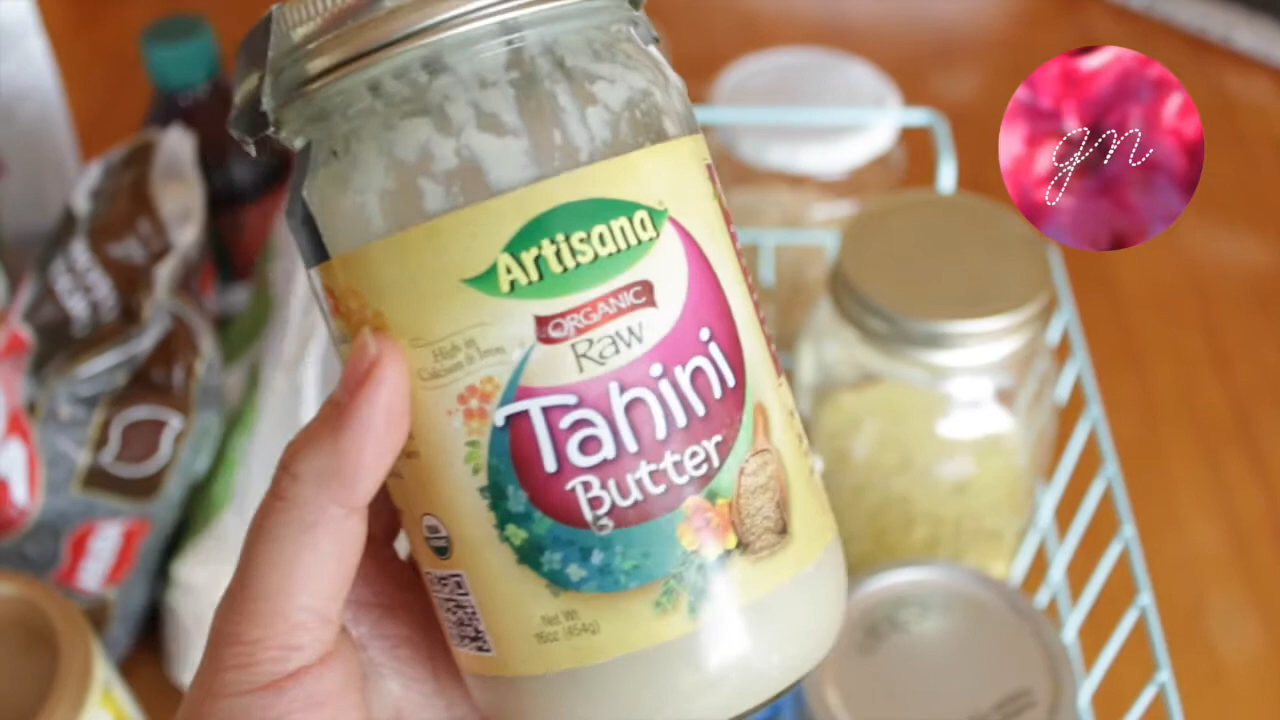 gm
Artisana
ORGANIC
Raw
High in
Calcium & Iron
Tahini
Butter
Net Wt
16oz (454g)